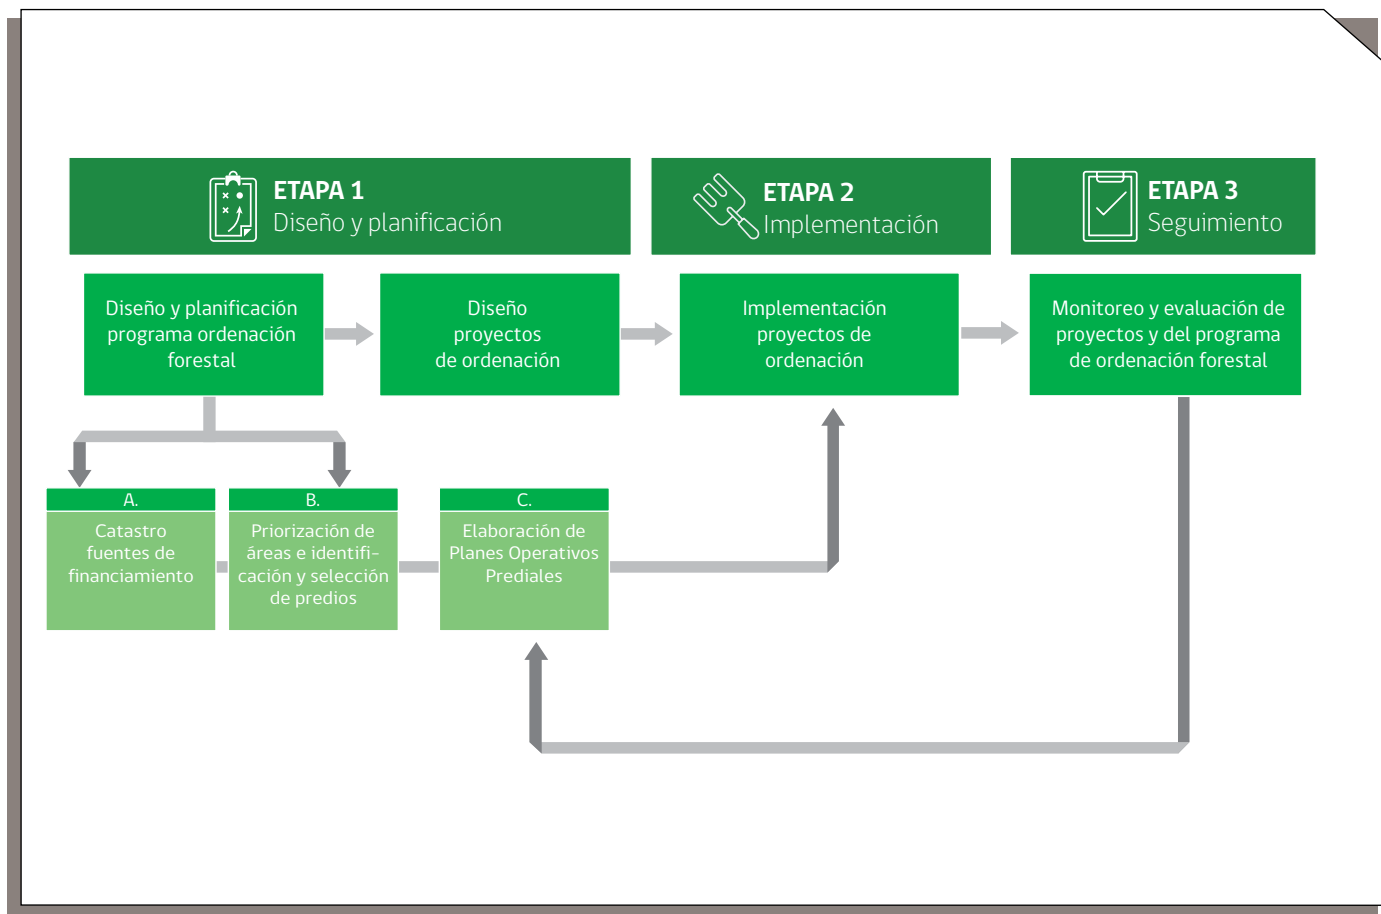 ETAPA 1
Diseño y planificación
ETAPA 2
Implementación
ETAPA 3
Seguimiento
Diseño y planificación
programa ordenación
forestal
Diseño
proyectos
de ordenación
Implementación
proyectos de
ordenación
Monitoreo y evaluación de
proyectos y del programa
de ordenación forestal
A.
Catastro
fuentes de
financiamiento
B.
Priorización de
áreas e identifi-
cación y selección
de predios
C.
Elaboración de
Planes Operativos
Prediales